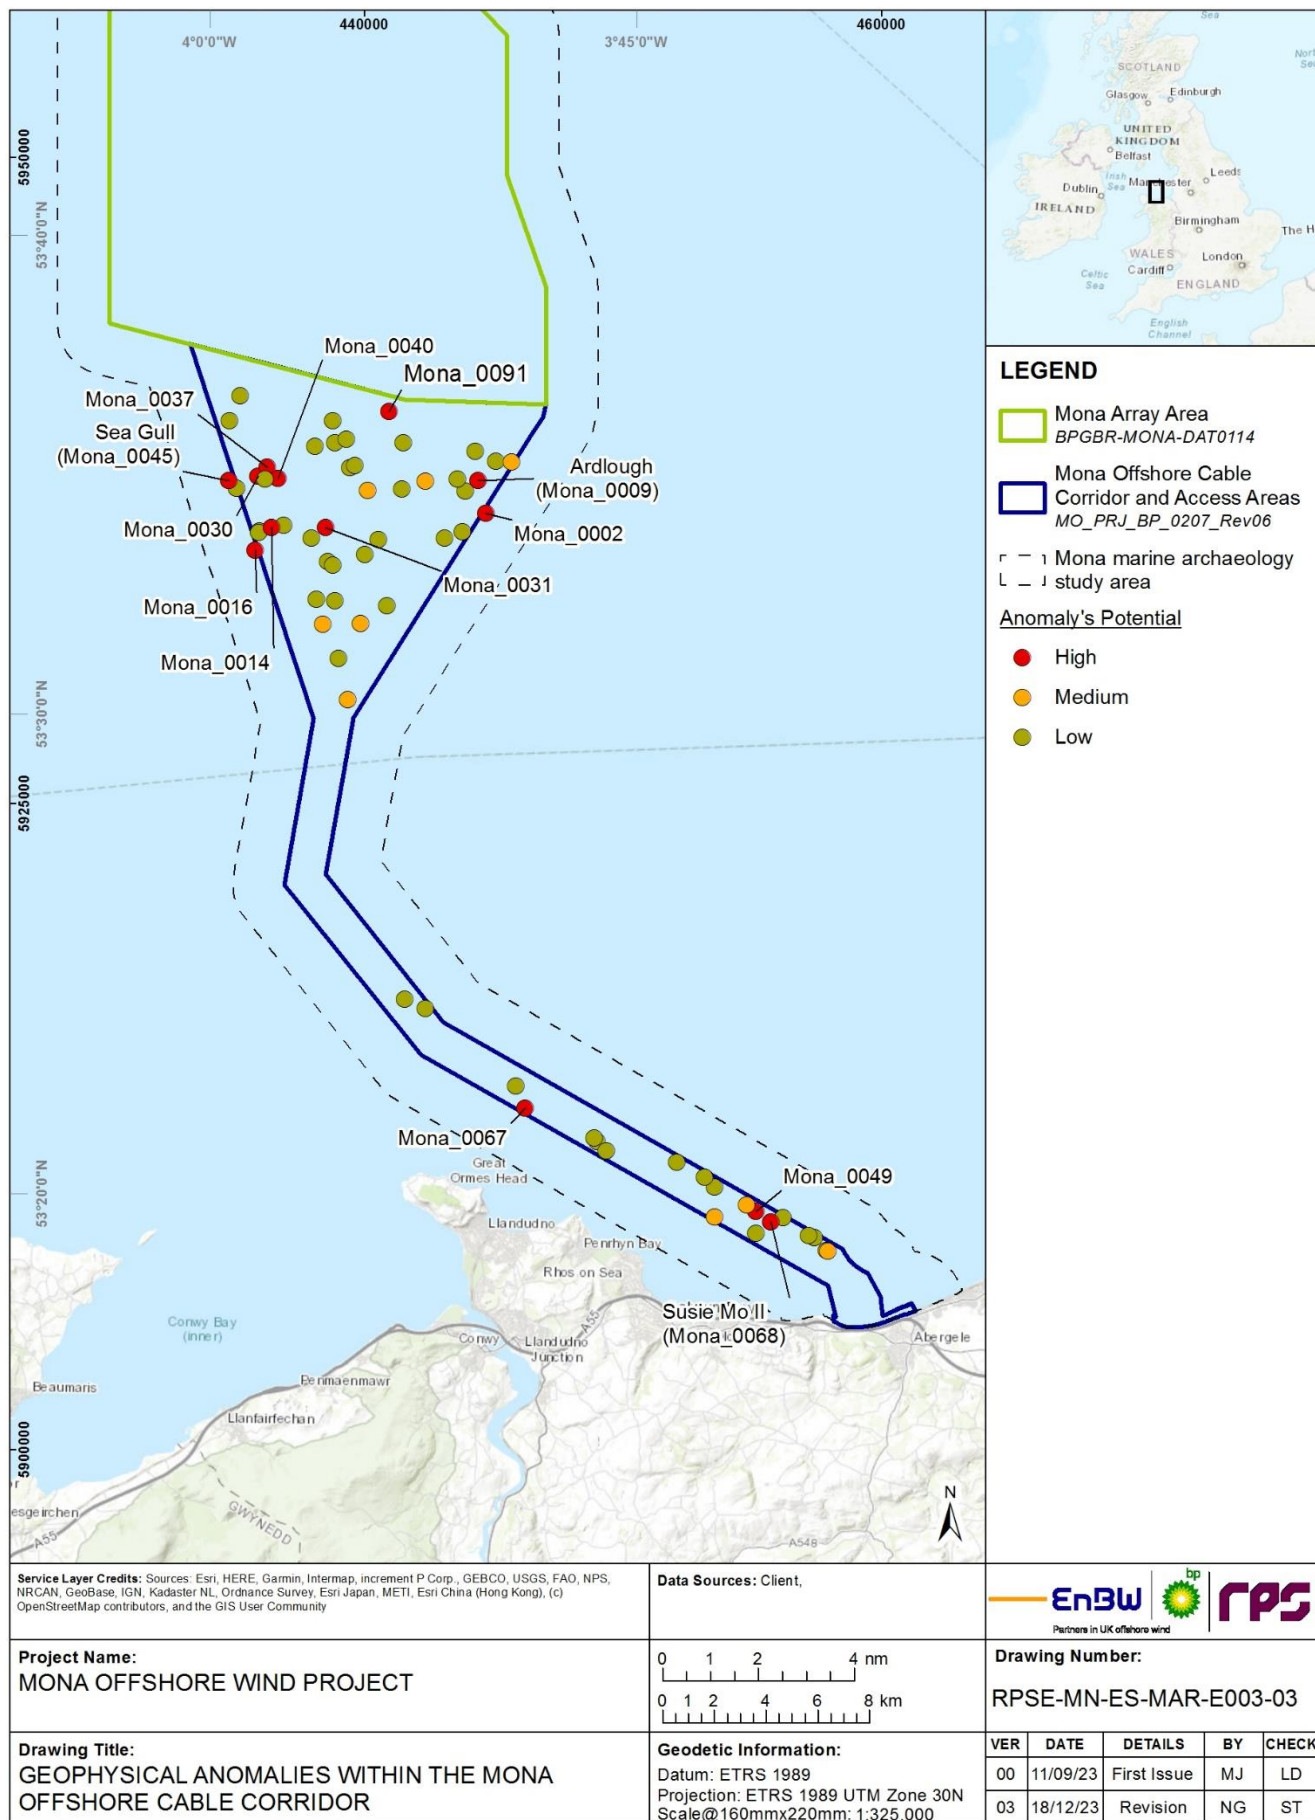 440000
460000
4°0'0"W
3°45'0"W
5950000
53°40'0"N
53°30'0"N
5925000
53°20'0"N
5900000
Mona_0040
Mona_0091
Mona_0037
Sea Gull
(Mona_0045)
Ardlough
(Mona_0009)
Mona_0030
Mona_0002
Mona_0031
Mona_0016
Mona_0014
Mona_0067
Great
Ormes Head
Mona_0049
Llandudno
Penrhyn Bay
Rhos on Sea
Susie Mo II
(Mona_0068)
Conwy Bay
(inner)
Conwy
Llandudno
Junction
A55
Abergele
Beaumaris
Penmaenmawr
Llanfairfechan
esgeirchen
A55
GWYNEDD
A548
N
Sea
SCOTLAND
Glasgow
Edinburgh
UNITED
KINGDOM
Belfast
Irish
Sea
Dublin
Manchester
Leeds
IRELAND
Birmingham
The H
WALES
London
Cardiff
Celtic
Sea
ENGLAND
English
Channel
LEGEND
Mona Array Area
BPGBR-MONA-DAT0114
Mona Offshore Cable
Corridor and Access Areas
MO_PRJ_BP_0207_Rev06
Mona marine archaeology
study area
Anomaly's Potential
High
Medium
Low
Service Layer Credits: Sources: Esri, HERE, Garmin, Intermap, increment P Corp., GEBCO, USGS, FAO, NPS,
NRCAN, GeoBase, IGN, Kadaster NL, Ordnance Survey, Esri Japan, METI, Esri China (Hong Kong), (c)
OpenStreetMap contributors, and the GIS User Community
Data Sources: Client,
EnBW
Partners in UK offshore wind
bp
rps
Project Name:
MONA OFFSHORE WIND PROJECT
0 1 2 4 nm
0 1 2 4 6 8 km
Drawing Number:
RPSE-MN-ES-MAR-E003-03
Drawing Title:
GEOPHYSICAL ANOMALIES WITHIN THE MONA
OFFSHORE CABLE CORRIDOR
Geodetic Information:
Datum: ETRS 1989
Projection: ETRS 1989 UTM Zone 30N
Scale@160mmx220mm: 1:325,000
VER DATE DETAILS BY CHECK
00 11/09/23 First Issue MJ LD
03 18/12/23 Revision NG ST